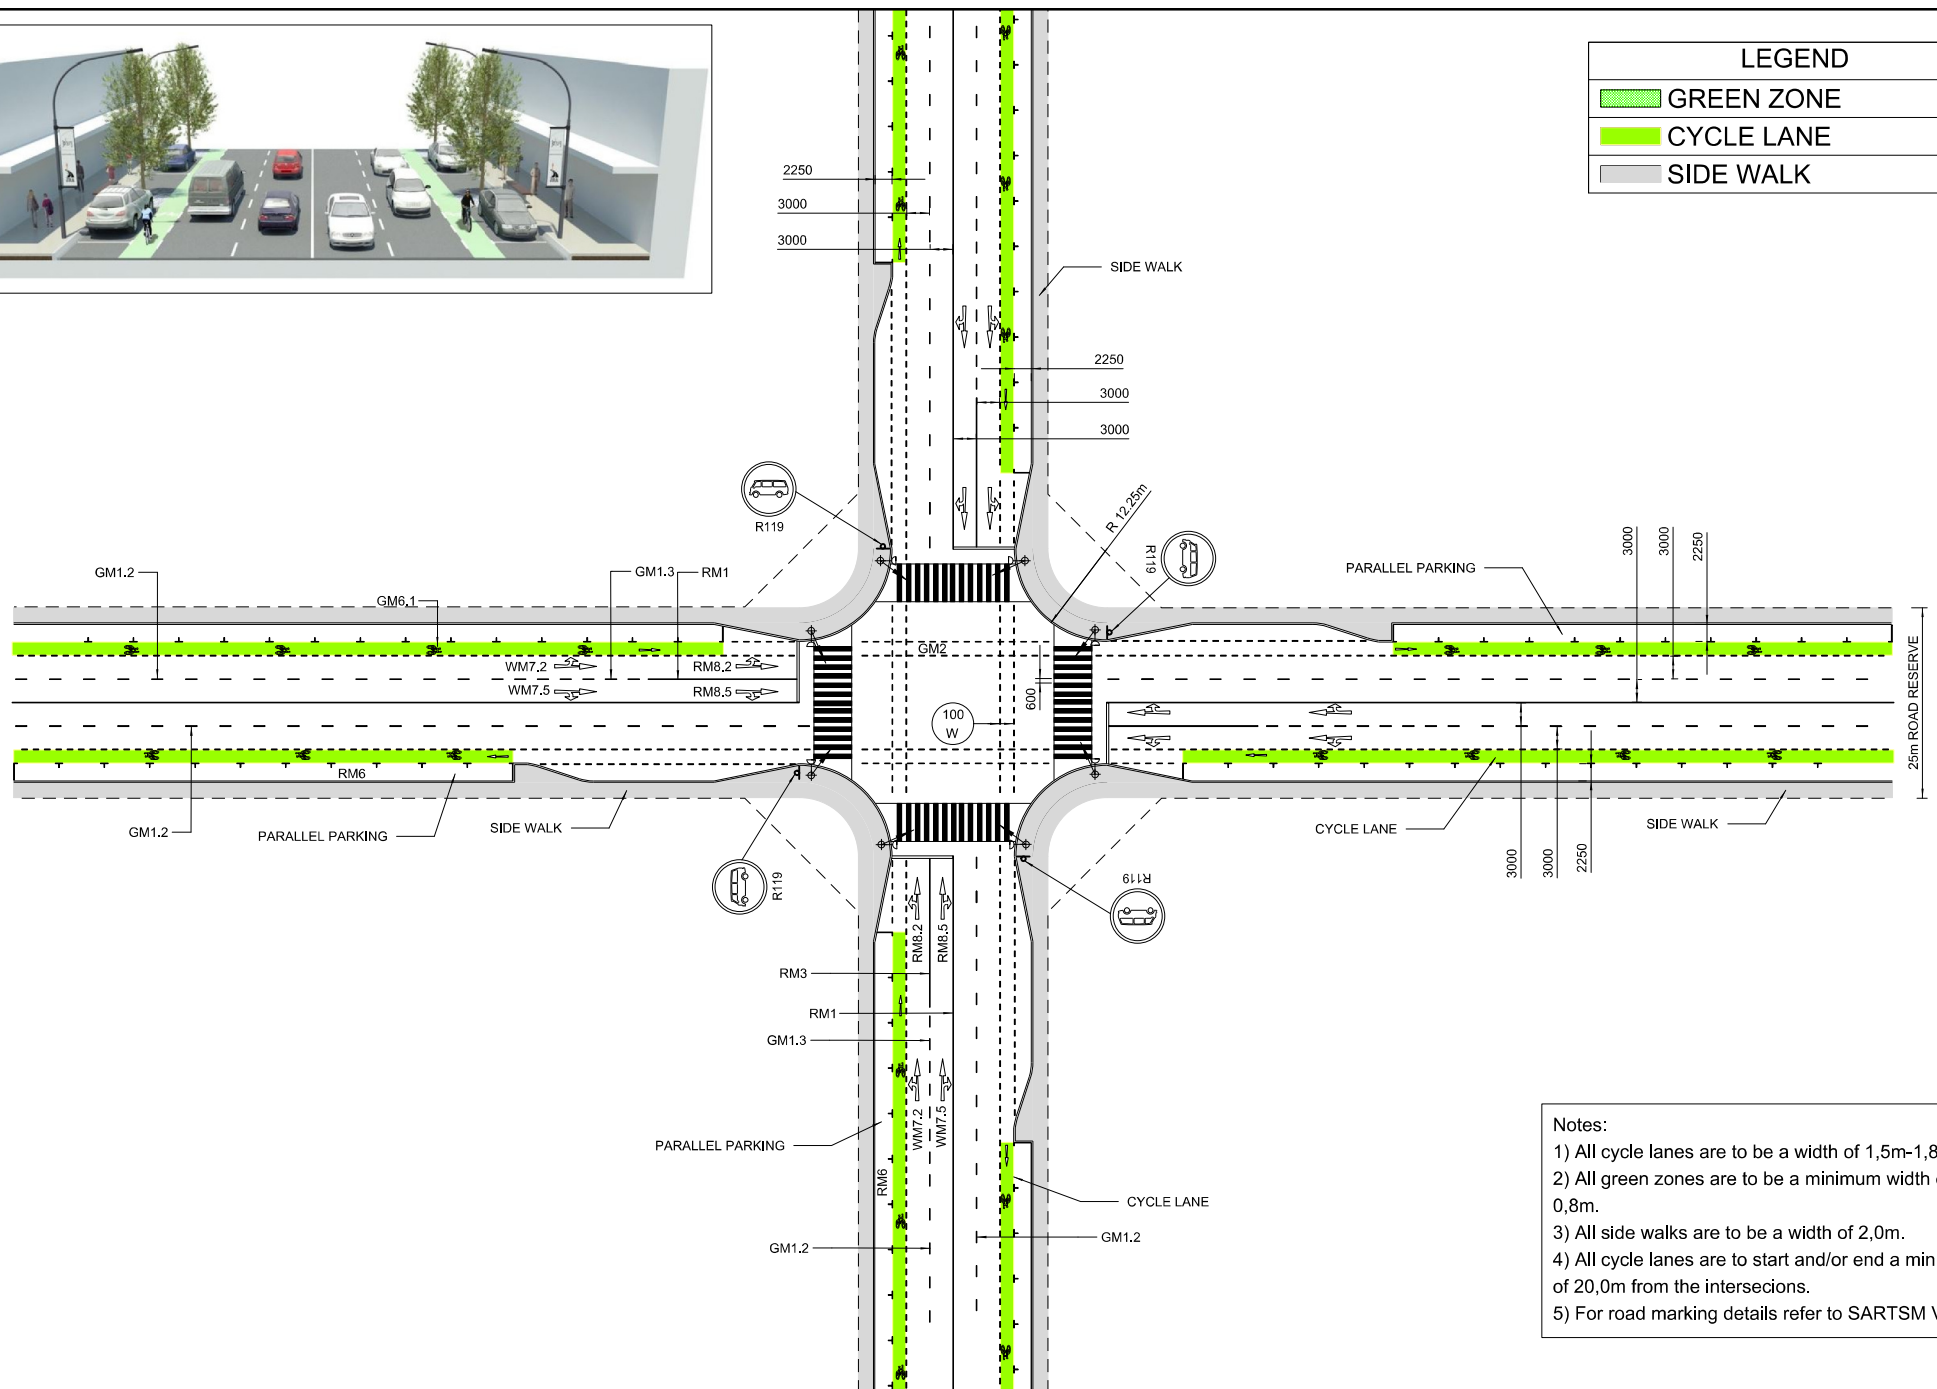 LEGEND
GREEN ZONE
CYCLE LANE
SIDE WALK
2250
3000
3000
SIDE WALK
2250
3000
3000
R119
R 12.25m
R119
3000
3000
2250
PARALLEL PARKING
GM1.2
GM6.1
GM1.3
RM1
GM2
WM7.2
RM8.2
WM7.5
RM8.5
600
100
W
25m ROAD RESERVE
RM6
GM1.2
PARALLEL PARKING
SIDE WALK
CYCLE LANE
SIDE WALK
3000
3000
2250
R119
R119
RM8.2
RM8.5
RM3
RM1
GM1.3
WM7.2
WM7.5
PARALLEL PARKING
RM6
CYCLE LANE
GM1.2
GM1.2
Notes:
1) All cycle lanes are to be a width of 1,5m-1,8
2) All green zones are to be a minimum width
0,8m.
3) All side walks are to be a width of 2,0m.
4) All cycle lanes are to start and/or end a min
of 20,0m from the intersecions.
5) For road marking details refer to SARTSM V